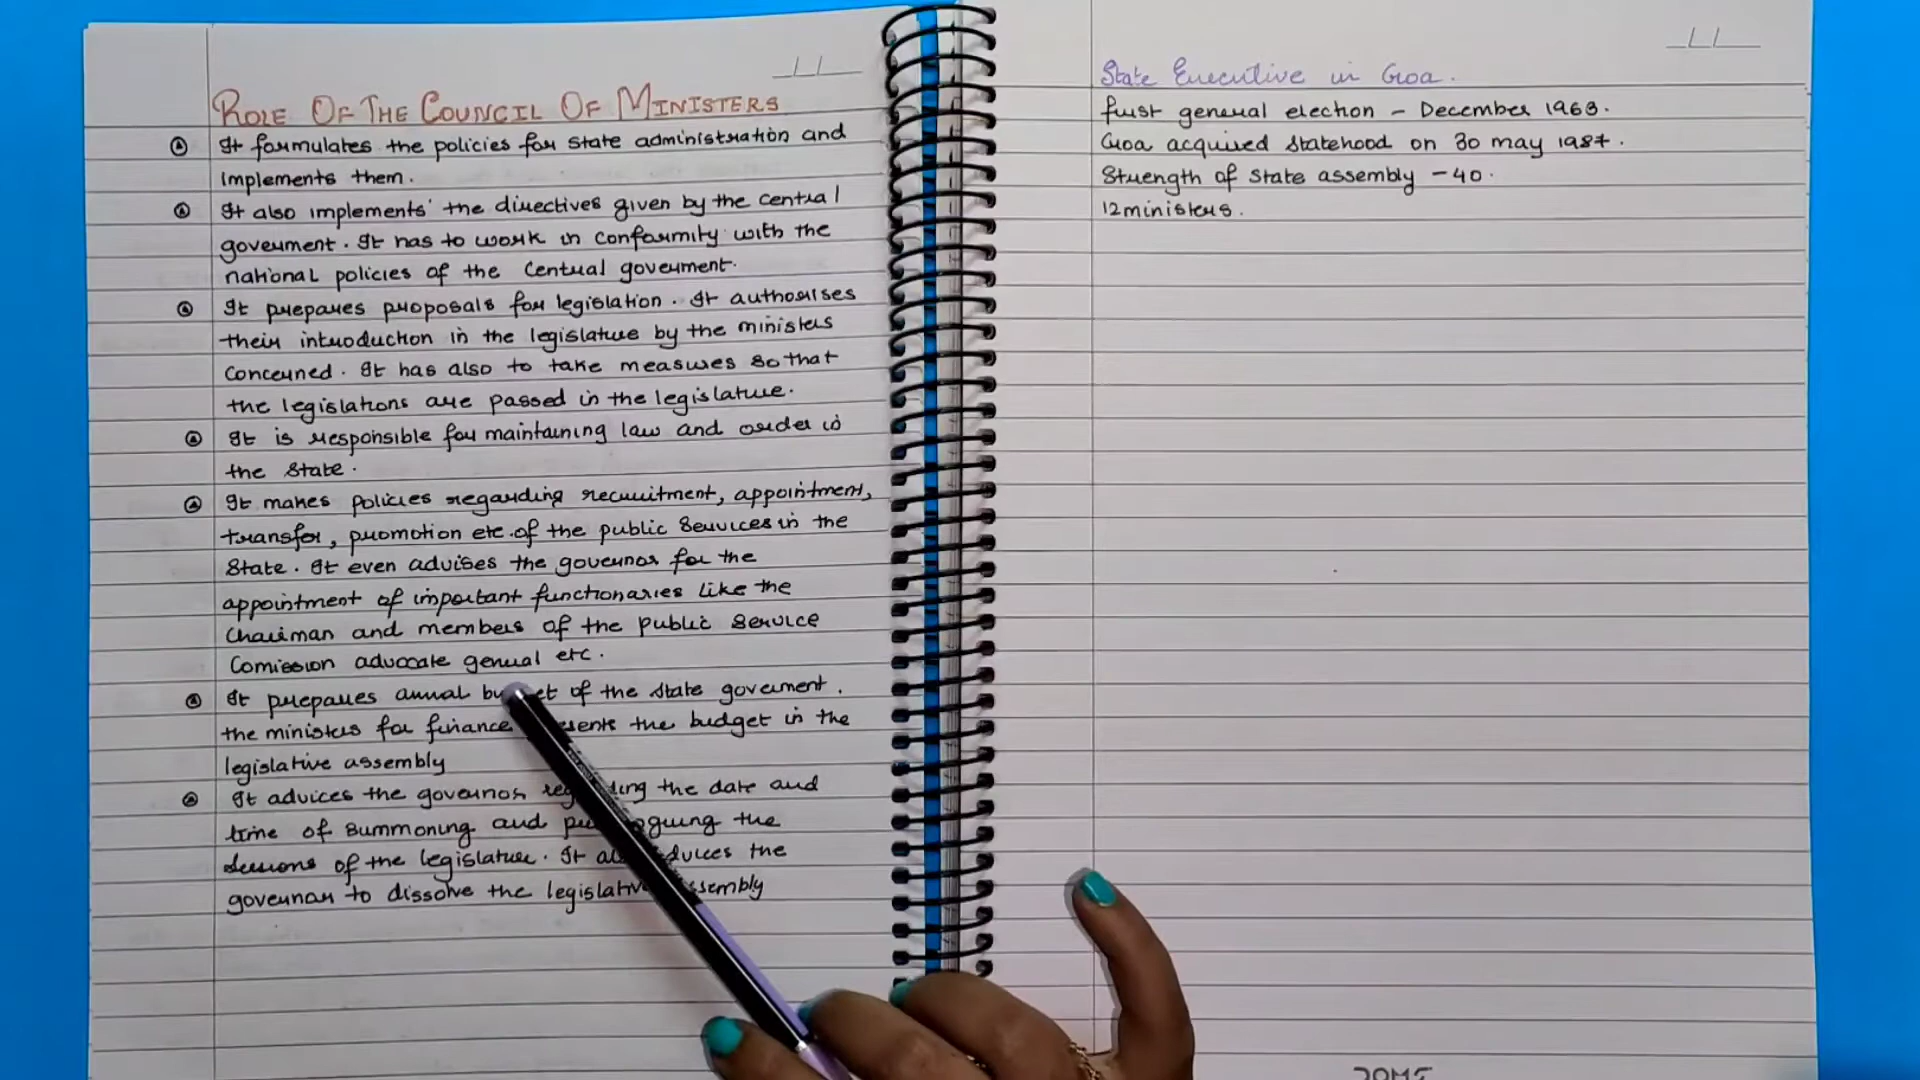 ROLE OF THE COUNCIL OF MINISTERS
It formulates the policies for State administration and
implements them.
It also implements the directives given by the central
goverment. It has to work in conformity with the
national policies of the Central goverment.
It prepares proposals for legislation. It authorises
their introduction in the legislature by the ministers
concerned. It has also to take measures so that
the legislations are passed in the legislature.
It is responsible for maintaining law and order in
the State.
It makes policies regarding recruitment, appointment,
transfer, promotion etc. of the public Services in the
State. It even advises the governor for the
appointment of important functionaries like the
Chairman and members of the public Service
Comission advocate genral etc.
It prepares annual of the State goverment.
the ministers for finance the budget in the
legislative assembly
It advices the governor the date and
time of summoning and the
sessions of the legislature. It the
governor to dissolve the
State Executive in Goa.
first general election - December 1963.
Goa acquired Statehood on 30 may 1987.
Strength of State assembly - 40.
12 ministers.